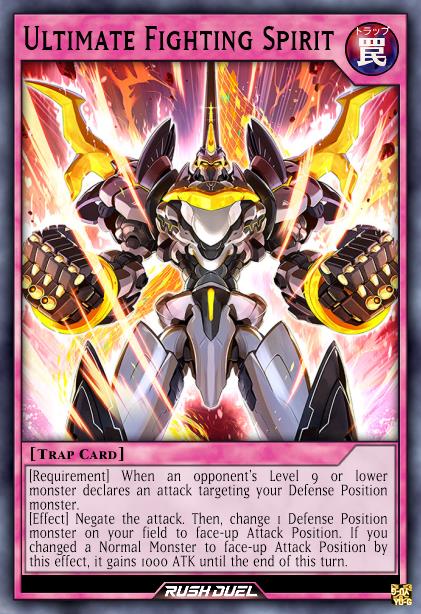 Ultimate Fighting Spirit
トラップ
罠
[Trap Card]
[Requirement] When an opponent's Level 9 or lower
monster declares an attack targeting your Defense Position
monster.
[Effect] Negate the attack. Then, change 1 Defense Position
monster on your field to face-up Attack Position. If you
changed a Normal Monster to face-up Attack Position by
this effect, it gains 1000 ATK until the end of this turn.
RUSH DUEL